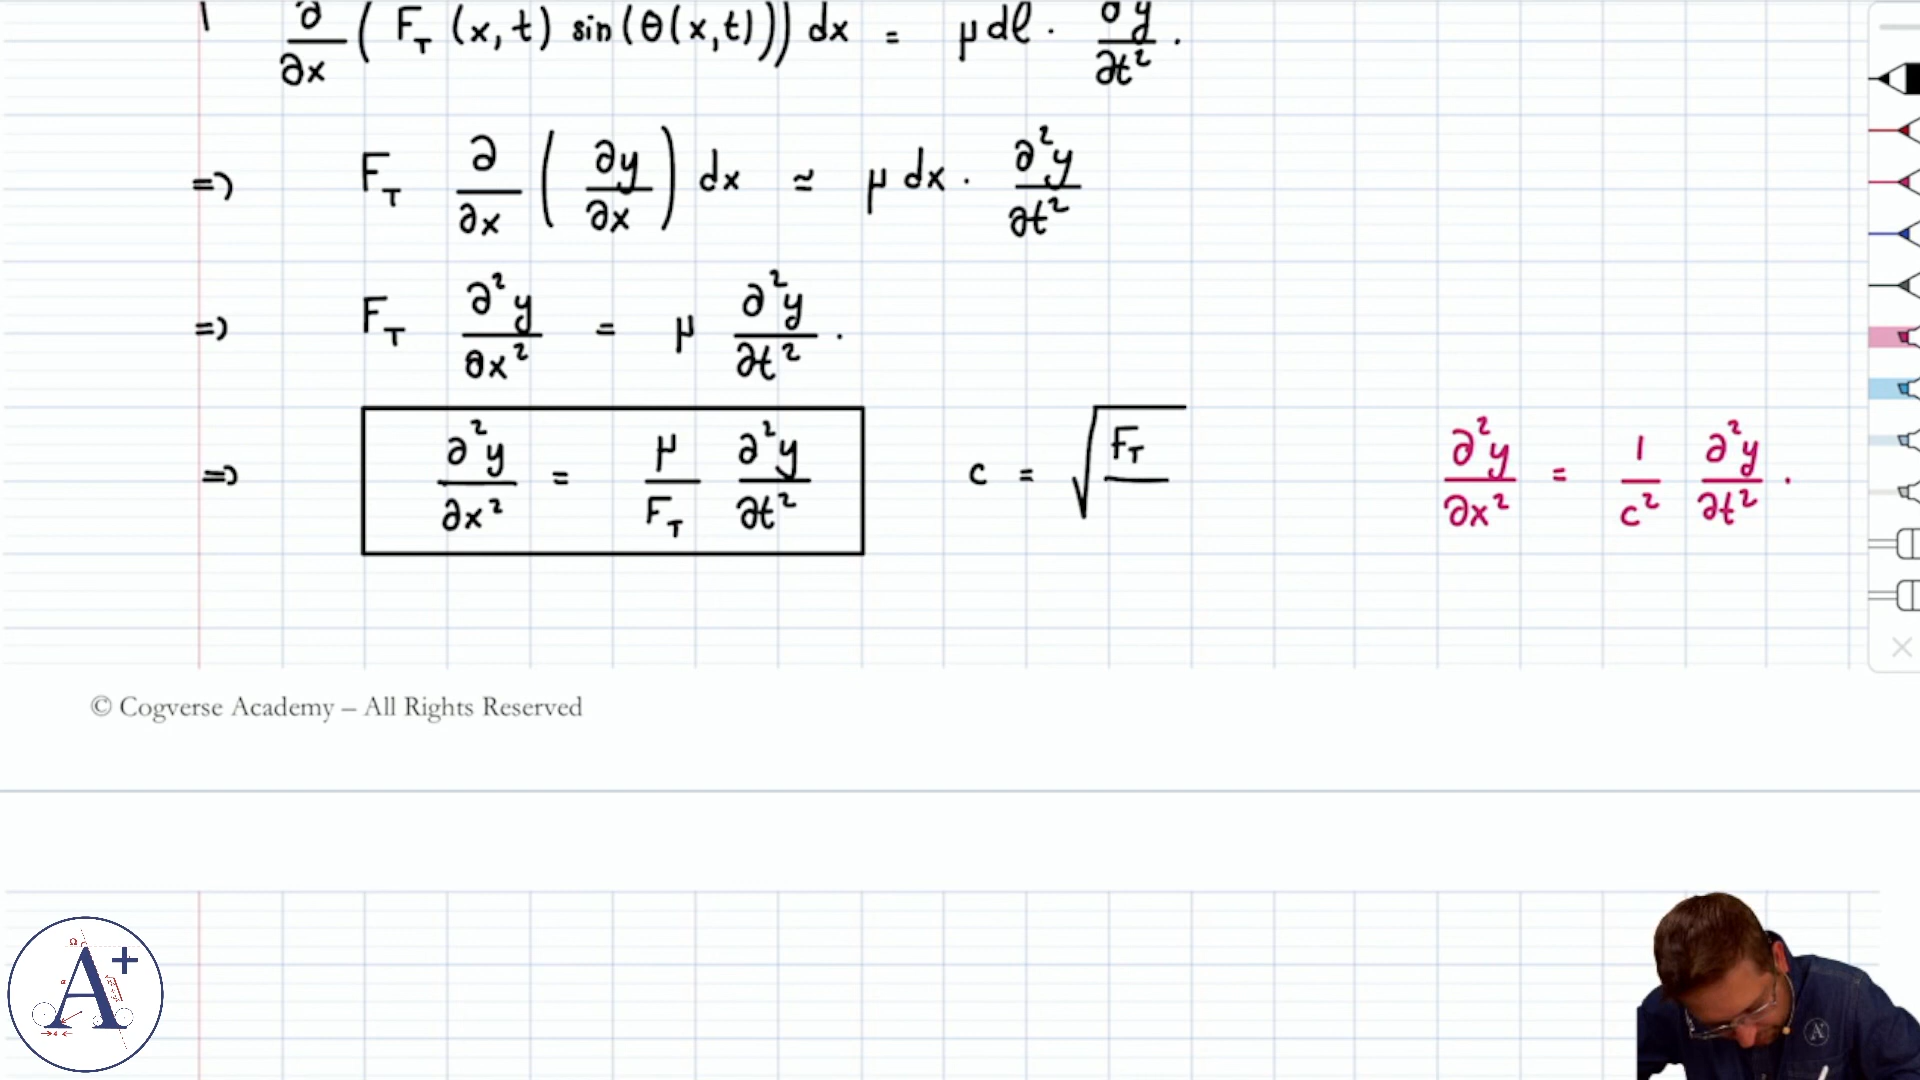 ∂/∂x ( F_T (x,t) sin(θ(x,t))) dx = μ dℓ · ∂y/∂t² .
=> F_T ∂/∂x ( ∂y/∂x ) dx ≃ μ dx · ∂²y/∂t²
=> F_T ∂²y/∂x² = μ ∂²y/∂t² .
=> ∂²y/∂x² = μ/F_T ∂²y/∂t² c = √F_T/ ∂²y/∂x² = 1/c² ∂²y/∂t² .
© Cogverse Academy – All Rights Reserved
A+